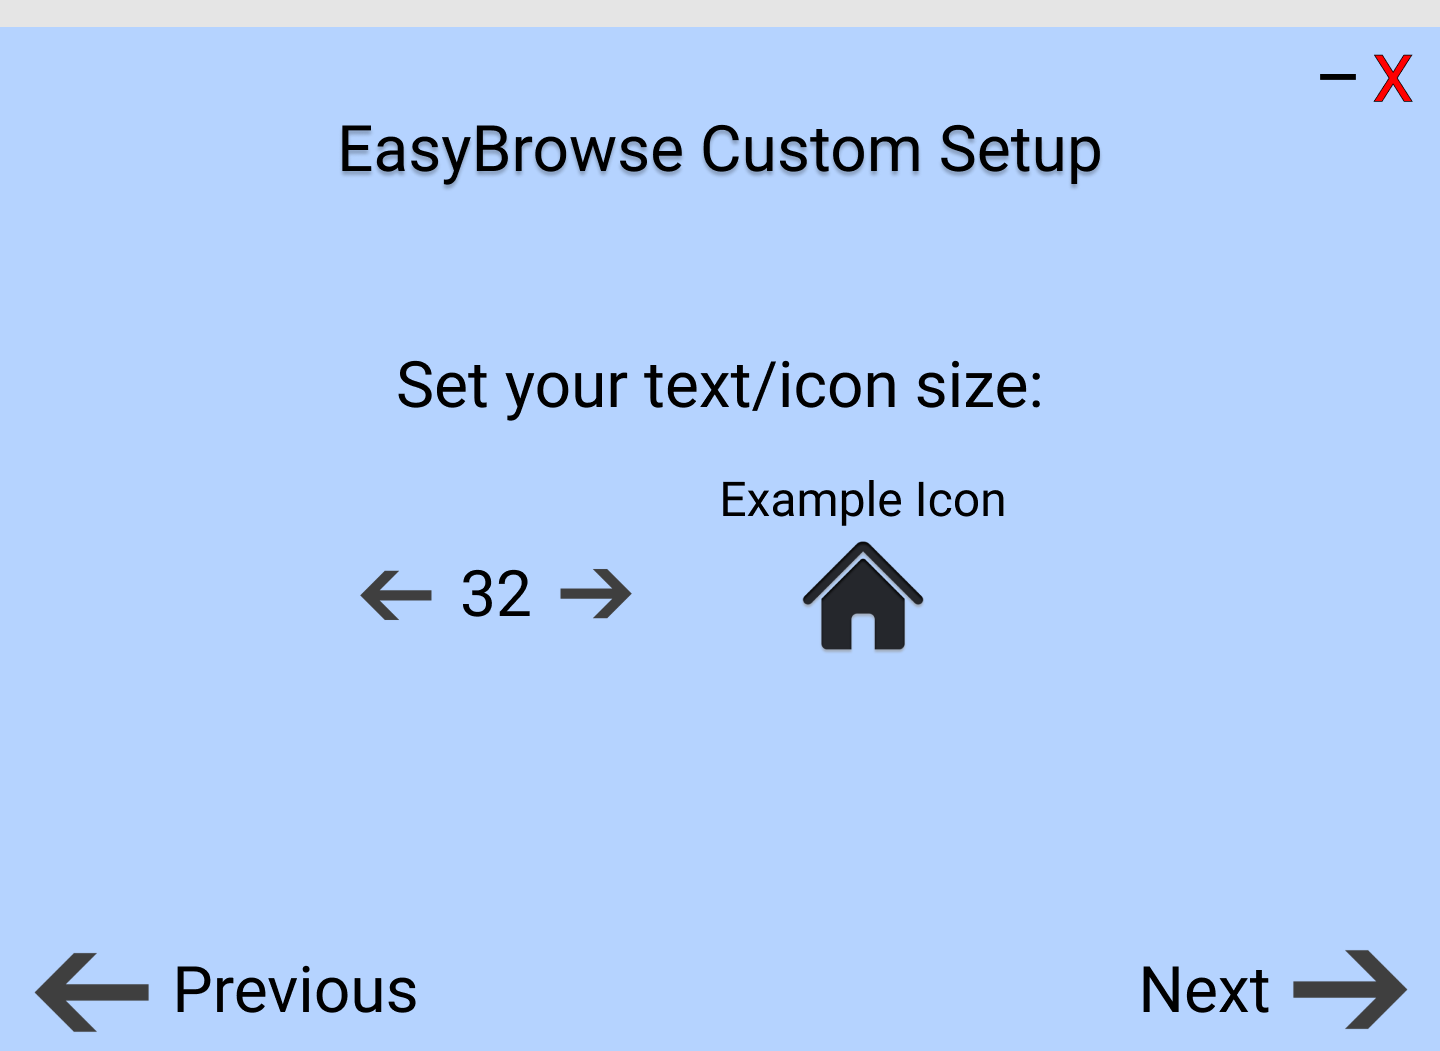 – X
EasyBrowse Custom Setup
Set your text/icon size:
Example Icon
32
Previous
Next